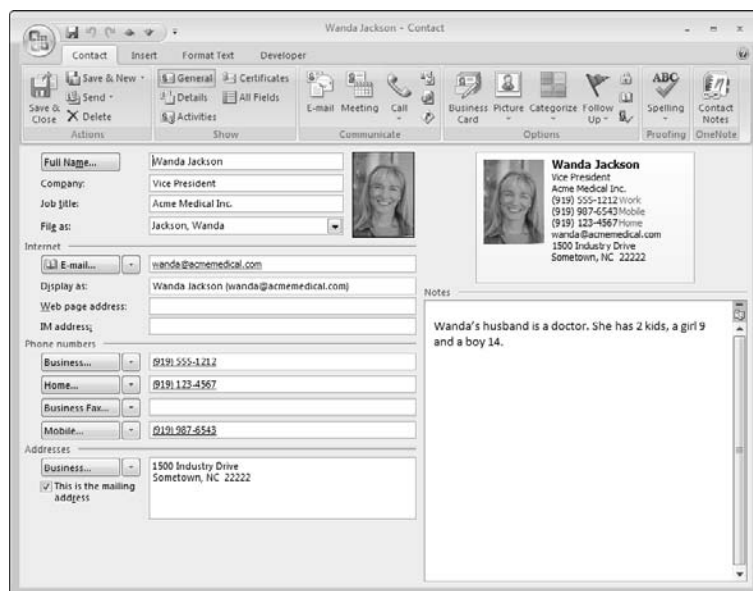 Wanda Jackson - Contact
Contact Insert Format Text Developer
Save & Close
Save & New
Send
Delete
Actions
General
Details
Activities
Certificates
All Fields
Show
E-mail Meeting Call
Communicate
Business Card
Picture
Categorize
Follow Up
Options
ABC
Spelling
Proofing
Contact Notes
OneNote
Full Name... Wanda Jackson
Company: Vice President
Job title: Acme Medical Inc.
File as: Jackson, Wanda
Internet
E-mail... wanda@acmemedical.com
Display as: Wanda Jackson (wanda@acmemedical.com)
Web page address:
IM address:
Phone numbers
Business... (919) 555-1212
Home... (919) 123-4567
Business Fax...
Mobile... (919) 987-6543
Addresses
Business... 1500 Industry Drive
Sometown, NC 22222
This is the mailing
address
Wanda Jackson
Vice President
Acme Medical Inc.
(919) 555-1212 Work
(919) 987-6543 Mobile
(919) 123-4567 Home
wanda@acmemedical.com
1500 Industry Drive
Sometown, NC 22222
Notes
Wanda's husband is a doctor. She has 2 kids, a girl 9
and a boy 14.